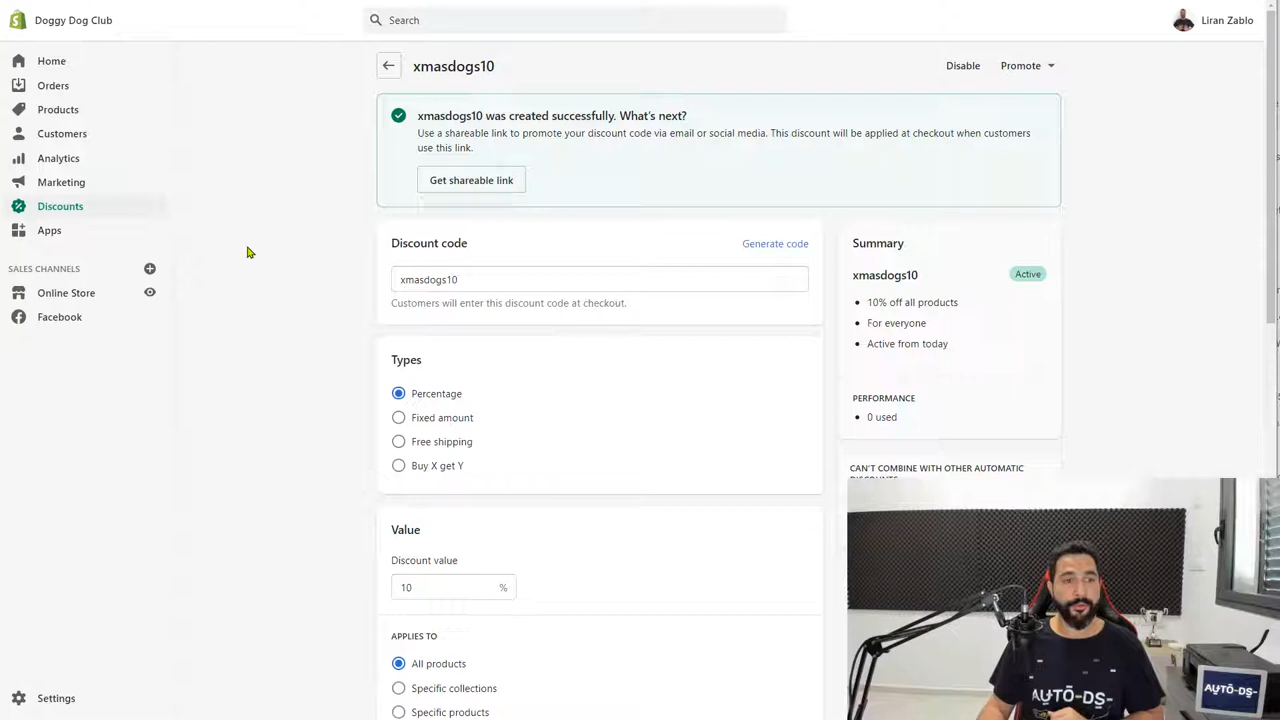 Doggy Dog Club
Search
Liran Zablo
Home
Orders
Products
Customers
Analytics
Marketing
Discounts
Apps
SALES CHANNELS
Online Store
Facebook
Settings
xmasdogs10
Disable
Promote
xmasdogs10 was created successfully. What's next?
Use a shareable link to promote your discount code via email or social media. This discount will be applied at checkout when customers
use this link.
Get shareable link
Discount code
Generate code
xmasdogs10
Customers will enter this discount code at checkout.
Types
Percentage
Fixed amount
Free shipping
Buy X get Y
Value
Discount value
10 %
APPLIES TO
All products
Specific collections
Specific products
Summary
xmasdogs10
Active
10% off all products
For everyone
Active from today
PERFORMANCE
0 used
CAN'T COMBINE WITH OTHER AUTOMATIC
DISCOUNTS
AUTO-DS-
AUTO-DS-